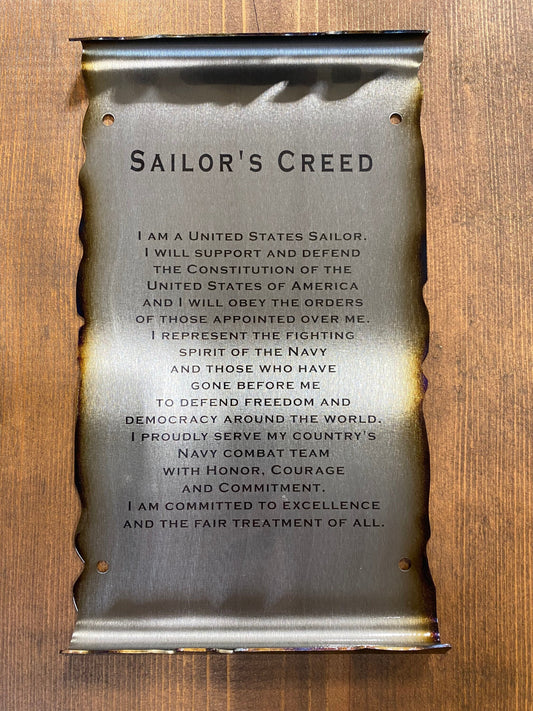 Sailor's Creed
I am a United States Sailor.
I will support and defend
the Constitution of the
United States of America
and I will obey the orders
of those appointed over me.
I represent the fighting
spirit of the Navy
and those who have
gone before me
to defend freedom and
democracy around the world.
I proudly serve my country's
Navy combat team
with Honor, Courage
and Commitment.
I am committed to excellence
and the fair treatment of all.